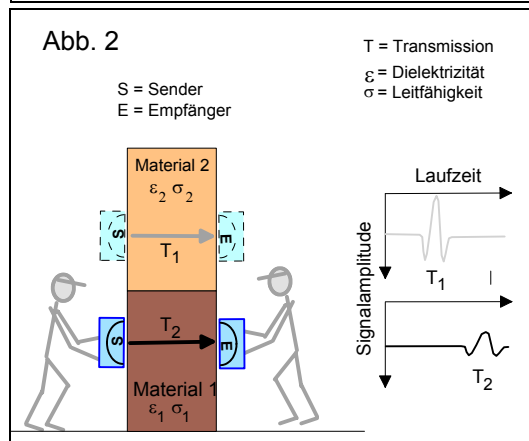 Abb. 2
T = Transmission
ε = Dielektrizität
σ = Leitfähigkeit
S = Sender
E = Empfänger
Material 2
ε2 σ2
S
E
T1
T2
S
E
Material 1
ε1 σ1
Laufzeit
Signalamplitude
T1
T2